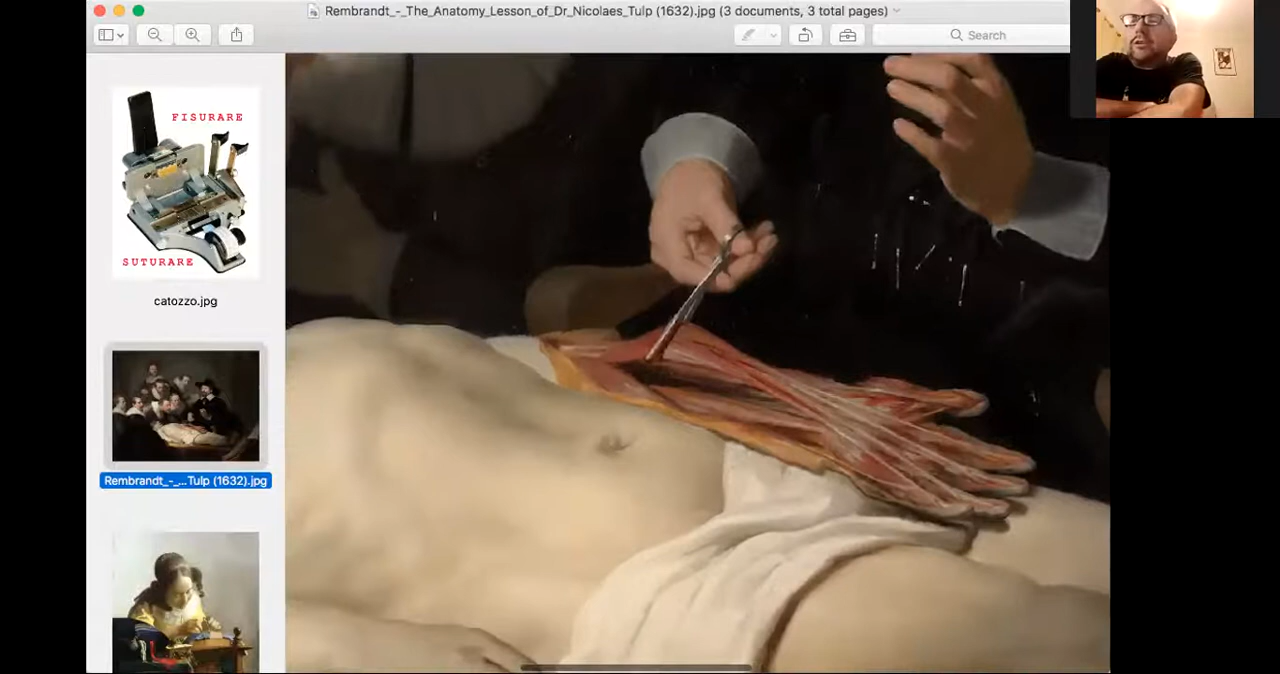 Rembrandt_-_The_Anatomy_Lesson_of_Dr_Nicolaes_Tulp (1632).jpg (3 documents, 3 total pages)
Search
FISURARE
SUTURARE
catozzo.jpg
Rembrandt_-_...Tulp (1632).jpg